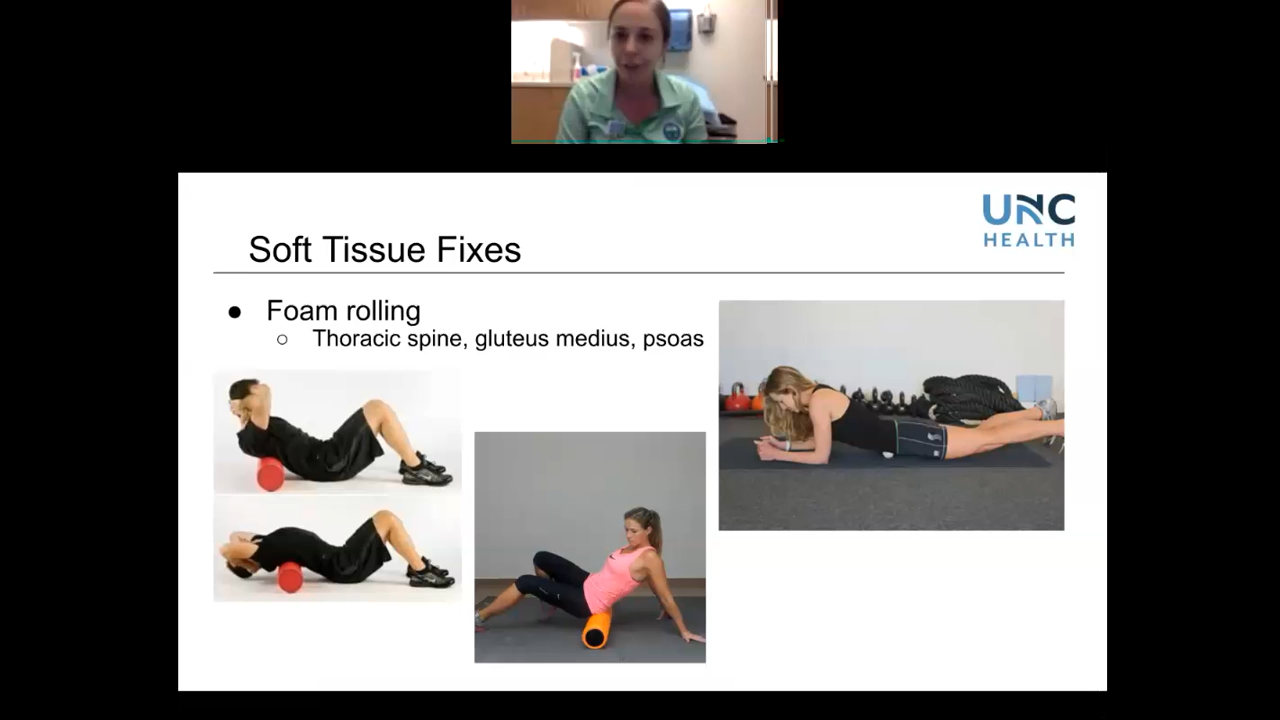 UNC
HEALTH
Soft Tissue Fixes
● Foam rolling
○ Thoracic spine, gluteus medius, psoas